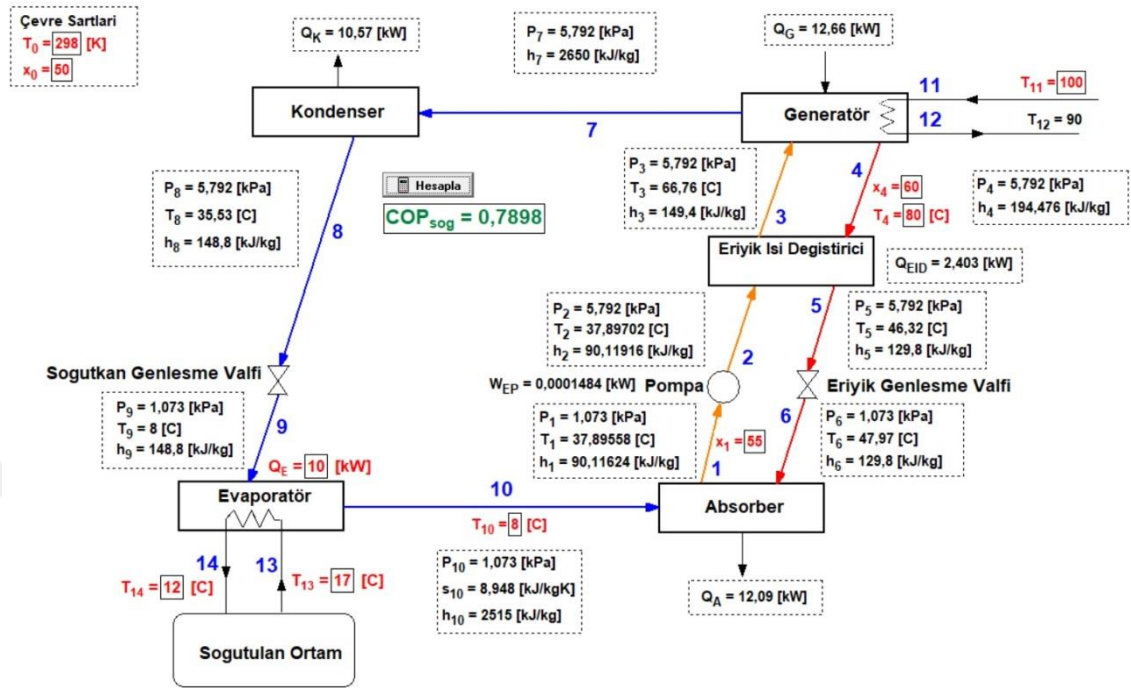 Çevre Sartlari
T0 = 298 [K]
x0 = 50
QK = 10,57 [kW]
P7 = 5,792 [kPa]
h7 = 2650 [kJ/kg]
QG = 12,66 [kW]
Kondenser
7
Generatör
11
12
T11 = 100
T12 = 90
P8 = 5,792 [kPa]
T8 = 35,53 [C]
h8 = 148,8 [kJ/kg]
8
Hesapla
COPsog = 0,7898
P3 = 5,792 [kPa]
T3 = 66,76 [C]
h3 = 149,4 [kJ/kg]
3
4
x4 = 60
T4 = 80 [C]
P4 = 5,792 [kPa]
h4 = 194,476 [kJ/kg]
Eriyik Isi Degistirici
QEID = 2,403 [kW]
P2 = 5,792 [kPa]
T2 = 37,89702 [C]
h2 = 90,11916 [kJ/kg]
2
5
P5 = 5,792 [kPa]
T5 = 46,32 [C]
h5 = 129,8 [kJ/kg]
Sogutkan Genlesme Valfi
WEP = 0,0001484 [kW]
Pompa
Eriyik Genlesme Valfi
P9 = 1,073 [kPa]
T9 = 8 [C]
h9 = 148,8 [kJ/kg]
9
P1 = 1,073 [kPa]
T1 = 37,89558 [C]
h1 = 90,11624 [kJ/kg]
x1 = 55
1
6
P6 = 1,073 [kPa]
T6 = 47,97 [C]
h6 = 129,8 [kJ/kg]
QE = 10 [kW]
Evaporatör
10
T10 = 8 [C]
Absorber
14
13
T14 = 12 [C]
T13 = 17 [C]
P10 = 1,073 [kPa]
s10 = 8,948 [kJ/kgK]
h10 = 2515 [kJ/kg]
QA = 12,09 [kW]
Sogutulan Ortam